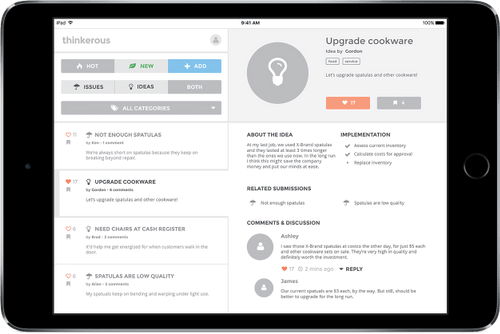 iPad
9:41 AM
100%
thinkerous
HOT
NEW
+ ADD
ISSUES
IDEAS
BOTH
ALL CATEGORIES
11
NOT ENOUGH SPATULAS
by Ron • 1 comment
We're always short on spatulas because they keep on
breaking beyond repair.
17
UPGRADE COOKWARE
by Gordon • 6 comments
Let's upgrade spatulas and other cookware!
6
NEED CHAIRS AT CASH REGISTER
by Brad • 3 comments
It'd help me get energized for when customers walk in the
door.
6
SPATULAS ARE LOW QUALITY
by Allen • 3 comments
My spatulas keep on bending and warping under light use.
Upgrade cookware
Idea by Gordon
food
service
Let's upgrade spatulas and other cookware!
17
4
ABOUT THE IDEA
At my last job, we used X-Brand spatulas
and they lasted at least 3 times longer
than the ones we use now. In the long run
I think this might save the company
money and put our minds at ease.
IMPLEMENTATION
Assess current inventory
Calculate costs for approval
Replace inventory
RELATED SUBMISSIONS
Not enough spatulas
Spatulas are low quality
COMMENTS & DISCUSSION
Ashley
I saw those X-Brand spatulas at costco the other day, for just $5 each
and other cookware sets on sale. They're very high in quality and
definitely worth the investment.
17
2 mins ago
REPLY
James
Our current spatulas are $3 each, by the way. But still, should be
better to upgrade for the long run.